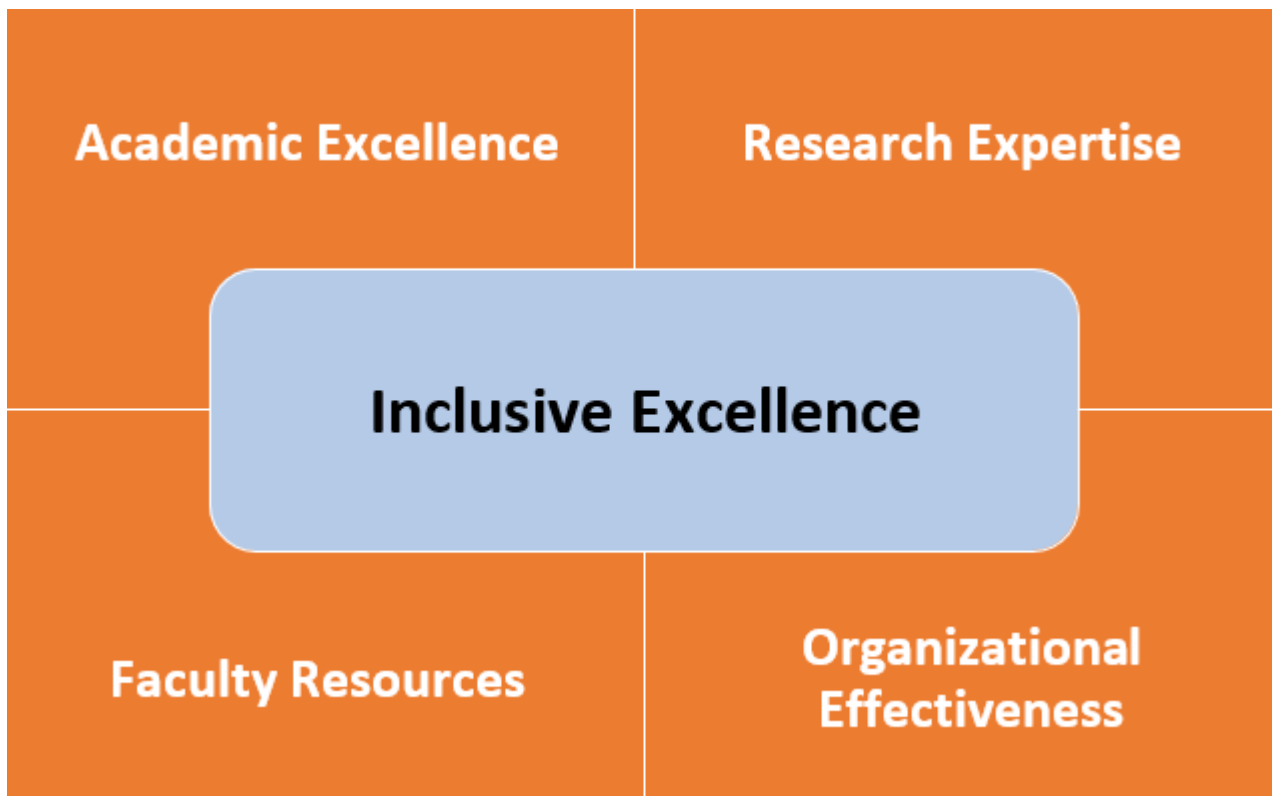 Academic Excellence
Research Expertise
Inclusive Excellence
Faculty Resources
Organizational
Effectiveness